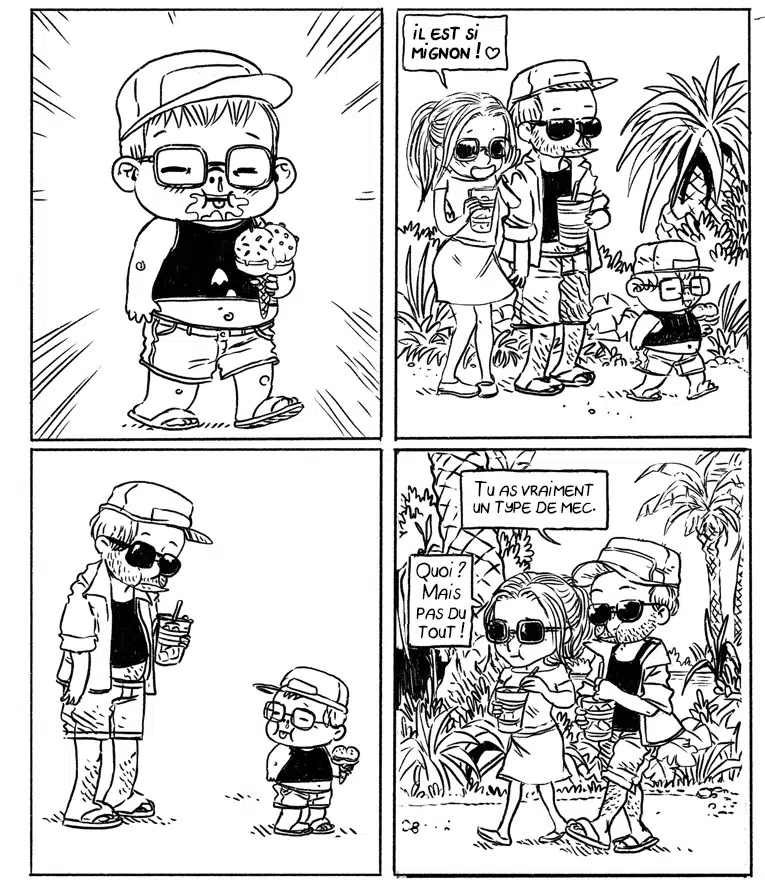 iL EST Si
MiGNON ! ♡
TU AS VRAIMENT
UN TYPE DE MEC.
QUOI ?
MAIS
PAS DU
TOUT !